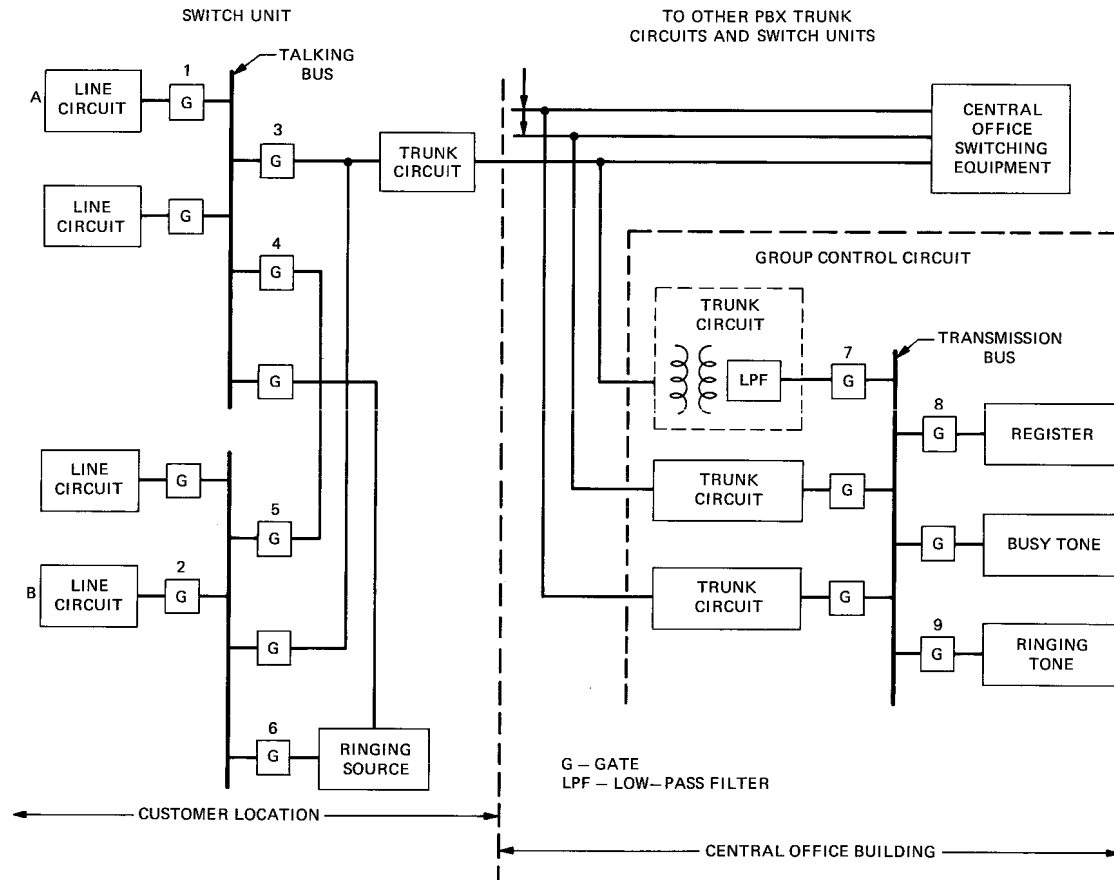 SWITCH UNIT
TO OTHER PBX TRUNK
CIRCUITS AND SWITCH UNITS
TALKING
BUS
A
LINE
CIRCUIT
1
G
3
G
TRUNK
CIRCUIT
CENTRAL
OFFICE
SWITCHING
EQUIPMENT
LINE
CIRCUIT
G
4
G
G
GROUP CONTROL CIRCUIT
TRUNK
CIRCUIT
LPF
7
G
TRANSMISSION
BUS
8
G
REGISTER
LINE
CIRCUIT
G
5
G
TRUNK
CIRCUIT
G
G
BUSY TONE
B
LINE
CIRCUIT
2
G
G
TRUNK
CIRCUIT
G
9
G
RINGING
TONE
6
G
RINGING
SOURCE
G – GATE
LPF – LOW–PASS FILTER
CUSTOMER LOCATION
CENTRAL OFFICE BUILDING